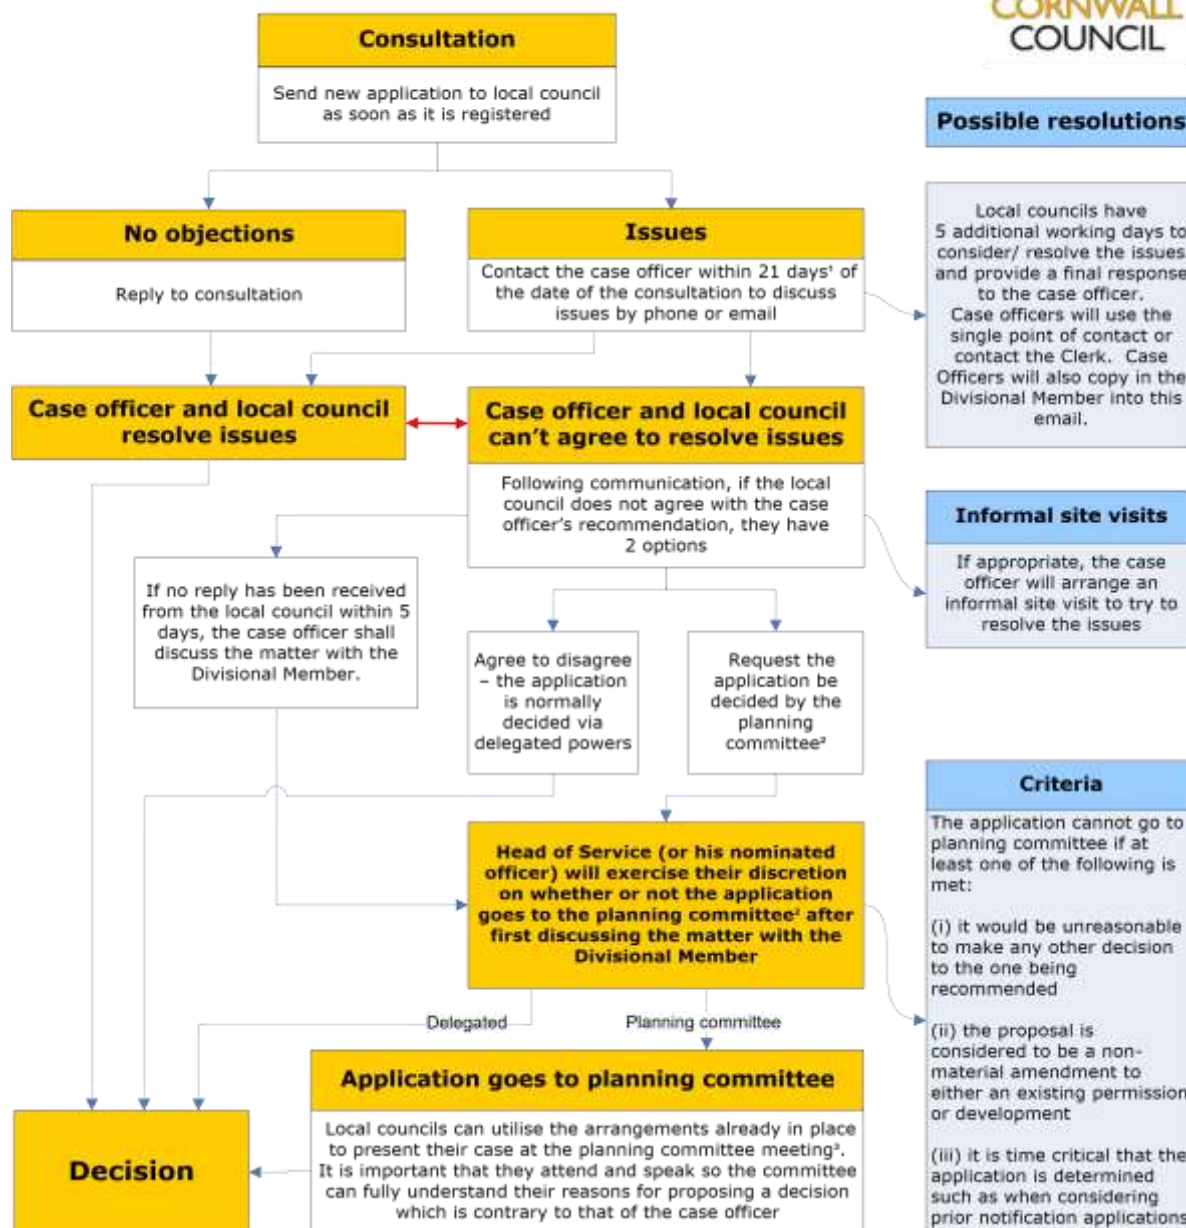 CORNWALL
COUNCIL
Consultation
Send new application to local council
as soon as it is registered
Possible resolutions
No objections
Reply to consultation
Issues
Contact the case officer within 21 days¹ of
the date of the consultation to discuss
issues by phone or email
Local councils have
5 additional working days to
consider/ resolve the issues
and provide a final response
to the case officer.
Case officers will use the
single point of contact or
contact the Clerk. Case
Officers will also copy in the
Divisional Member into this
email.
Case officer and local council
resolve issues
Case officer and local council
can't agree to resolve issues
Following communication, if the local
council does not agree with the case
officer's recommendation, they have
2 options
Informal site visits
If appropriate, the case
officer will arrange an
informal site visit to try to
resolve the issues
If no reply has been received
from the local council within 5
days, the case officer shall
discuss the matter with the
Divisional Member.
Agree to disagree
– the application
is normally
decided via
delegated powers
Request the
application be
decided by the
planning
committee²
Head of Service (or his nominated
officer) will exercise their discretion
on whether or not the application
goes to the planning committee² after
first discussing the matter with the
Divisional Member
Criteria
The application cannot go to
planning committee if at
least one of the following is
met:
(i) it would be unreasonable
to make any other decision
to the one being
recommended
(ii) the proposal is
considered to be a non-
material amendment to
either an existing permission
or development
(iii) it is time critical that the
application is determined
such as when considering
prior notification applications
Delegated
Planning committee
Application goes to planning committee
Local councils can utilise the arrangements already in place
to present their case at the planning committee meeting³.
It is important that they attend and speak so the committee
can fully understand their reasons for proposing a decision
which is contrary to that of the case officer
Decision